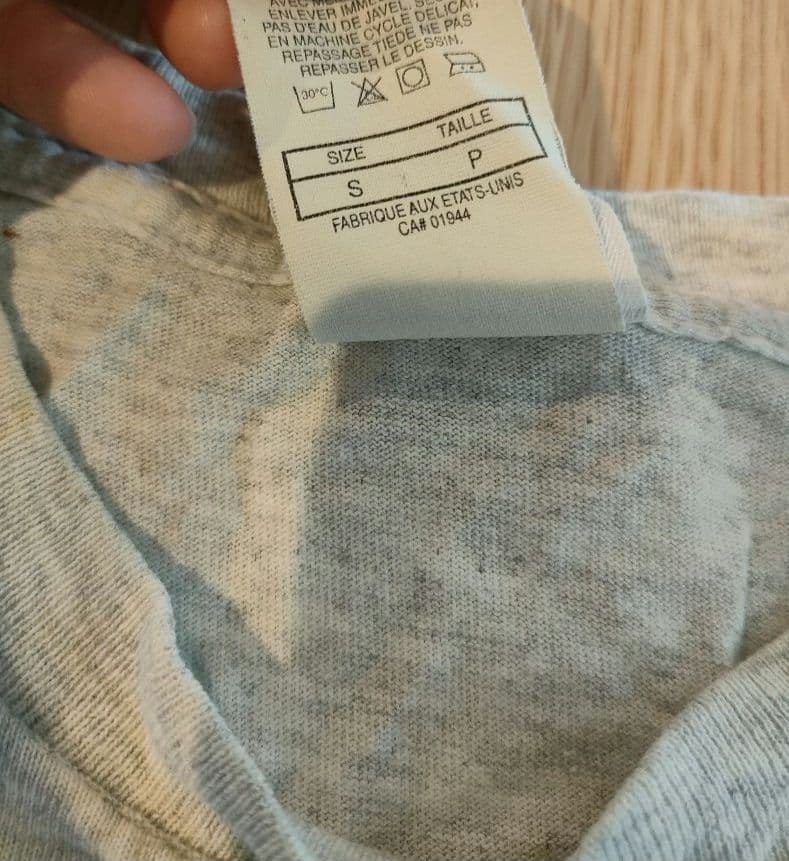 ENLEVER
PAS D'EAU DE JAVEL.
EN MACHINE CYCLE DELICAT,
REPASSAGE TIEDE NE PAS
REPASSER LE DESSIN.
30°C
SIZE TAILLE
S P
FABRIQUE AUX ETATS-UNIS
CA# 01944